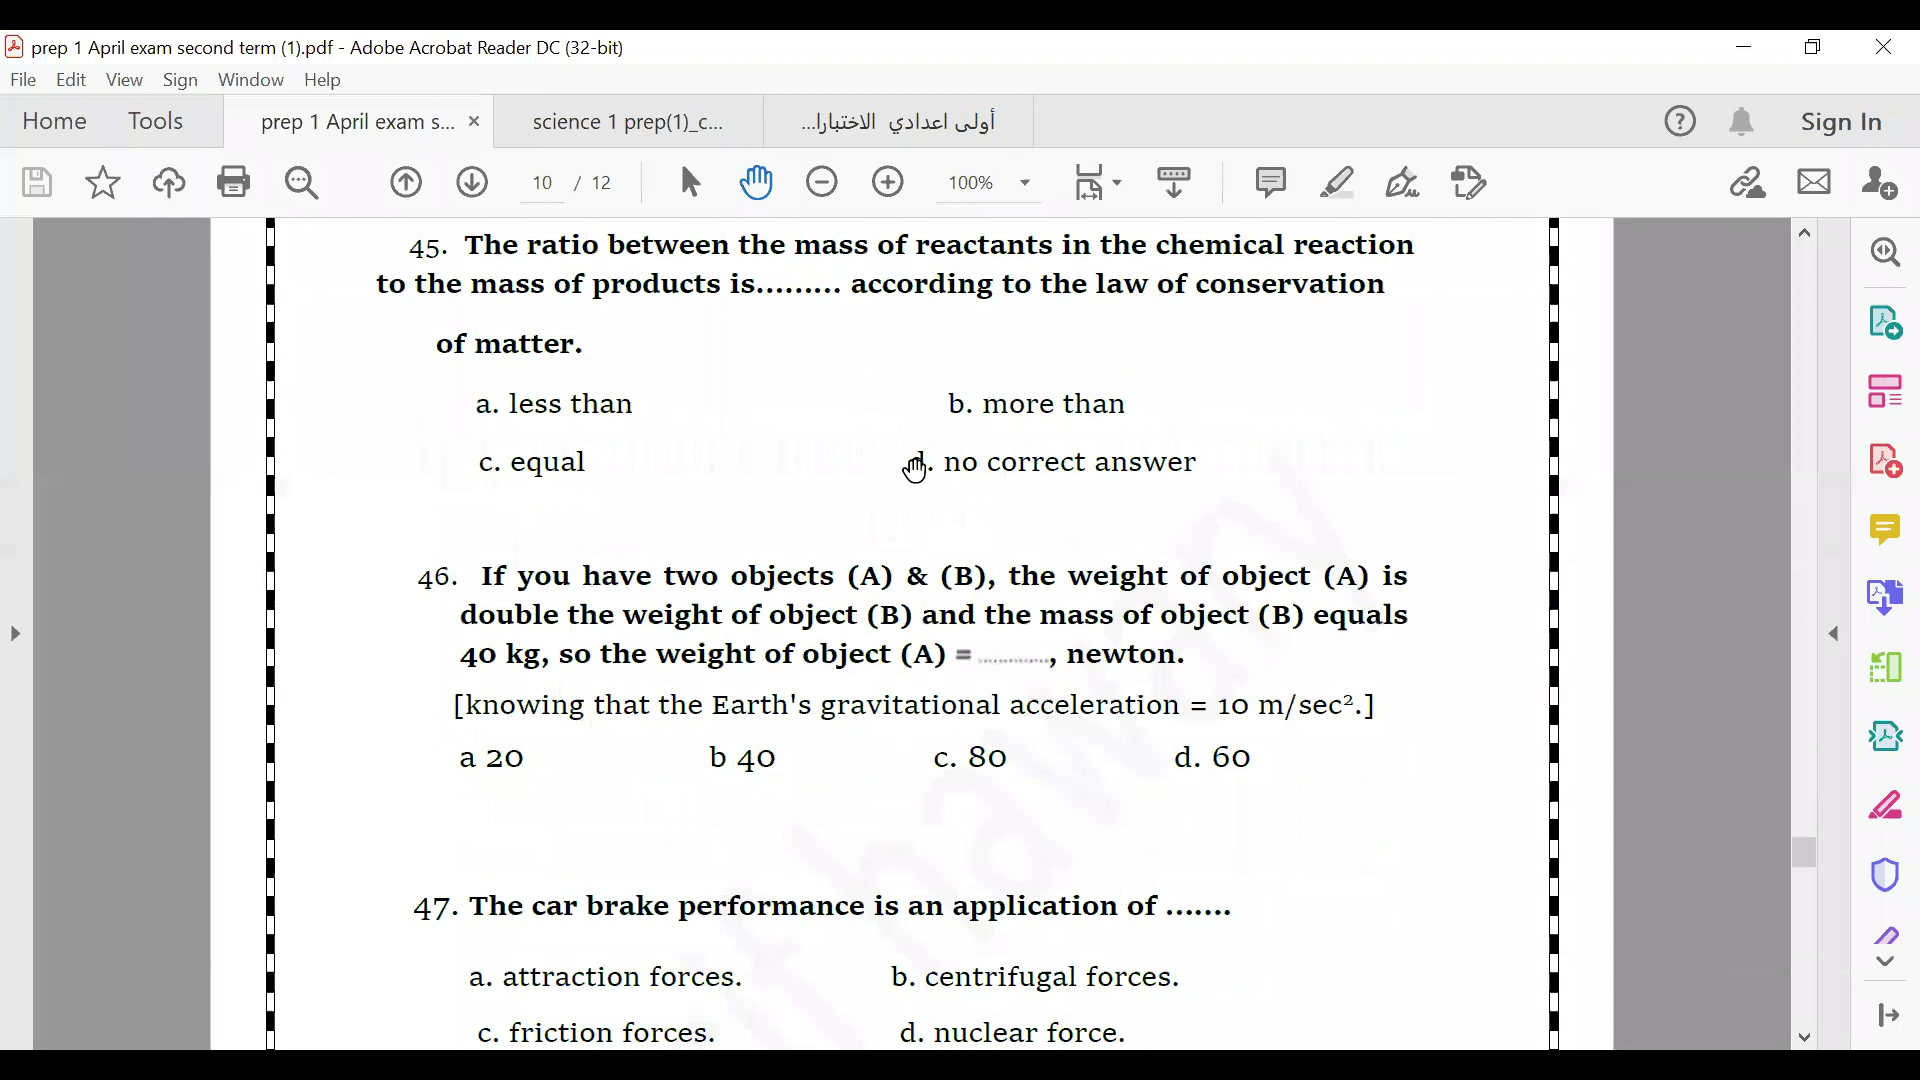 prep 1 April exam second term (1).pdf - Adobe Acrobat Reader DC (32-bit)
File Edit View Sign Window Help
Home Tools prep 1 April exam s... × science 1 prep(1)_c... أولى اعدادي الاختبارا... Sign In
10 / 12 100%
45. The ratio between the mass of reactants in the chemical reaction
to the mass of products is......... according to the law of conservation
of matter.
a. less than b. more than
c. equal d. no correct answer
46. If you have two objects (A) & (B), the weight of object (A) is
double the weight of object (B) and the mass of object (B) equals
40 kg, so the weight of object (A) = ............, newton.
[knowing that the Earth's gravitational acceleration = 10 m/sec².]
a 20 b 40 c. 80 d. 60
47. The car brake performance is an application of .......
a. attraction forces. b. centrifugal forces.
c. friction forces. d. nuclear force.